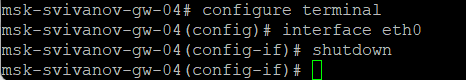 msk-svivanov-gw-04# configure terminal
msk-svivanov-gw-04(config)# interface eth0
msk-svivanov-gw-04(config-if)# shutdown
msk-svivanov-gw-04(config-if)#